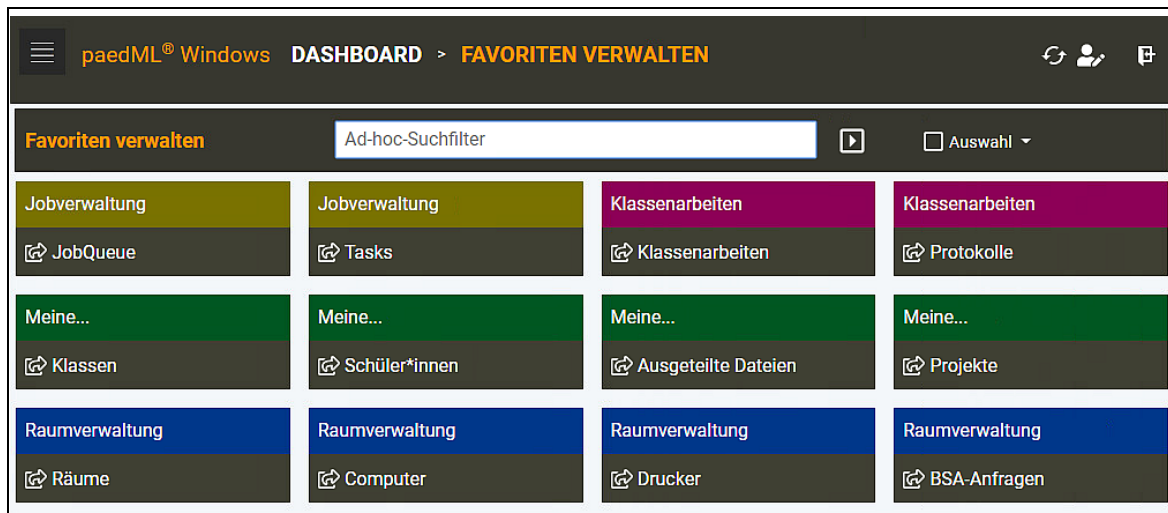 paedML® Windows DASHBOARD > FAVORITEN VERWALTEN
Favoriten verwalten Ad-hoc-Suchfilter Auswahl
Jobverwaltung Jobverwaltung Klassenarbeiten Klassenarbeiten
JobQueue Tasks Klassenarbeiten Protokolle
Meine... Meine... Meine... Meine...
Klassen Schüler*innen Ausgeteilte Dateien Projekte
Raumverwaltung Raumverwaltung Raumverwaltung Raumverwaltung
Räume Computer Drucker BSA-Anfragen